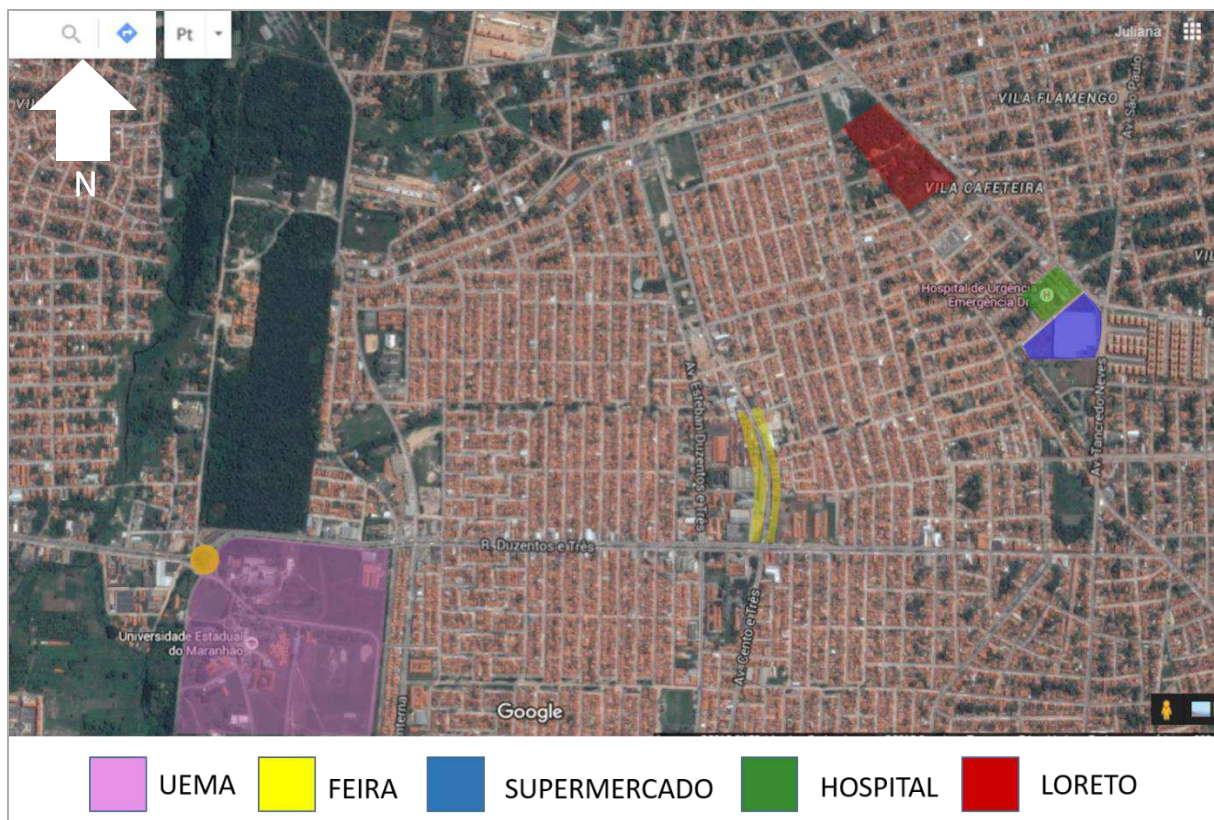 Pt
Juliana
N
VILA FLAMENGO
Av. São Paulo
VILA CAFETEIRA
Hospital de Urgência
Emergência Dr.
Av. Esteban Duzentos e Três
Av. Tancredo Neves
R. Duzentos e Três
Universidade Estadual
do Maranhão
Av. Cento e Três
Google
UEMA
FEIRA
SUPERMERCADO
HOSPITAL
LORETO